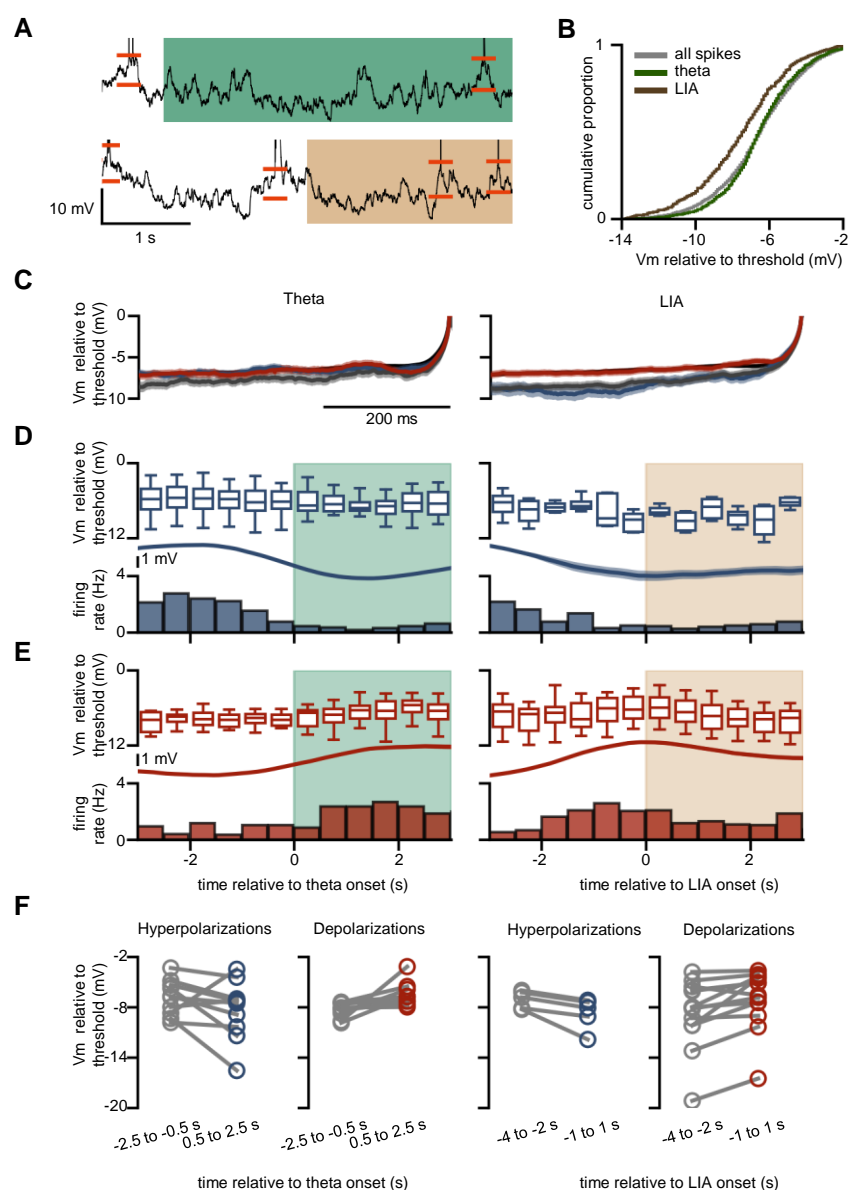 A
10 mV
1 s
B
1
0
cumulative proportion
all spikes
theta
LIA
-14
-10
-6
-2
Vm relative to threshold (mV)
C
Theta
LIA
Vm relative to
threshold (mV)
0
-5
-10
200 ms
D
Vm relative to
threshold (mV)
0
12
1 mV
firing
rate (Hz)
4
0
E
Vm relative to
threshold (mV)
0
12
1 mV
firing
rate (Hz)
4
0
-2
0
2
-2
0
2
time relative to theta onset (s)
time relative to LIA onset (s)
F
Hyperpolarizations
Depolarizations
Hyperpolarizations
Depolarizations
Vm relative to
threshold (mV)
-2
-8
-14
-20
-2.5 to -0.5 s
0.5 to 2.5 s
-2.5 to -0.5 s
0.5 to 2.5 s
-4 to -2 s
-1 to 1 s
-4 to -2 s
-1 to 1 s
time relative to theta onset (s)
time relative to LIA onset (s)